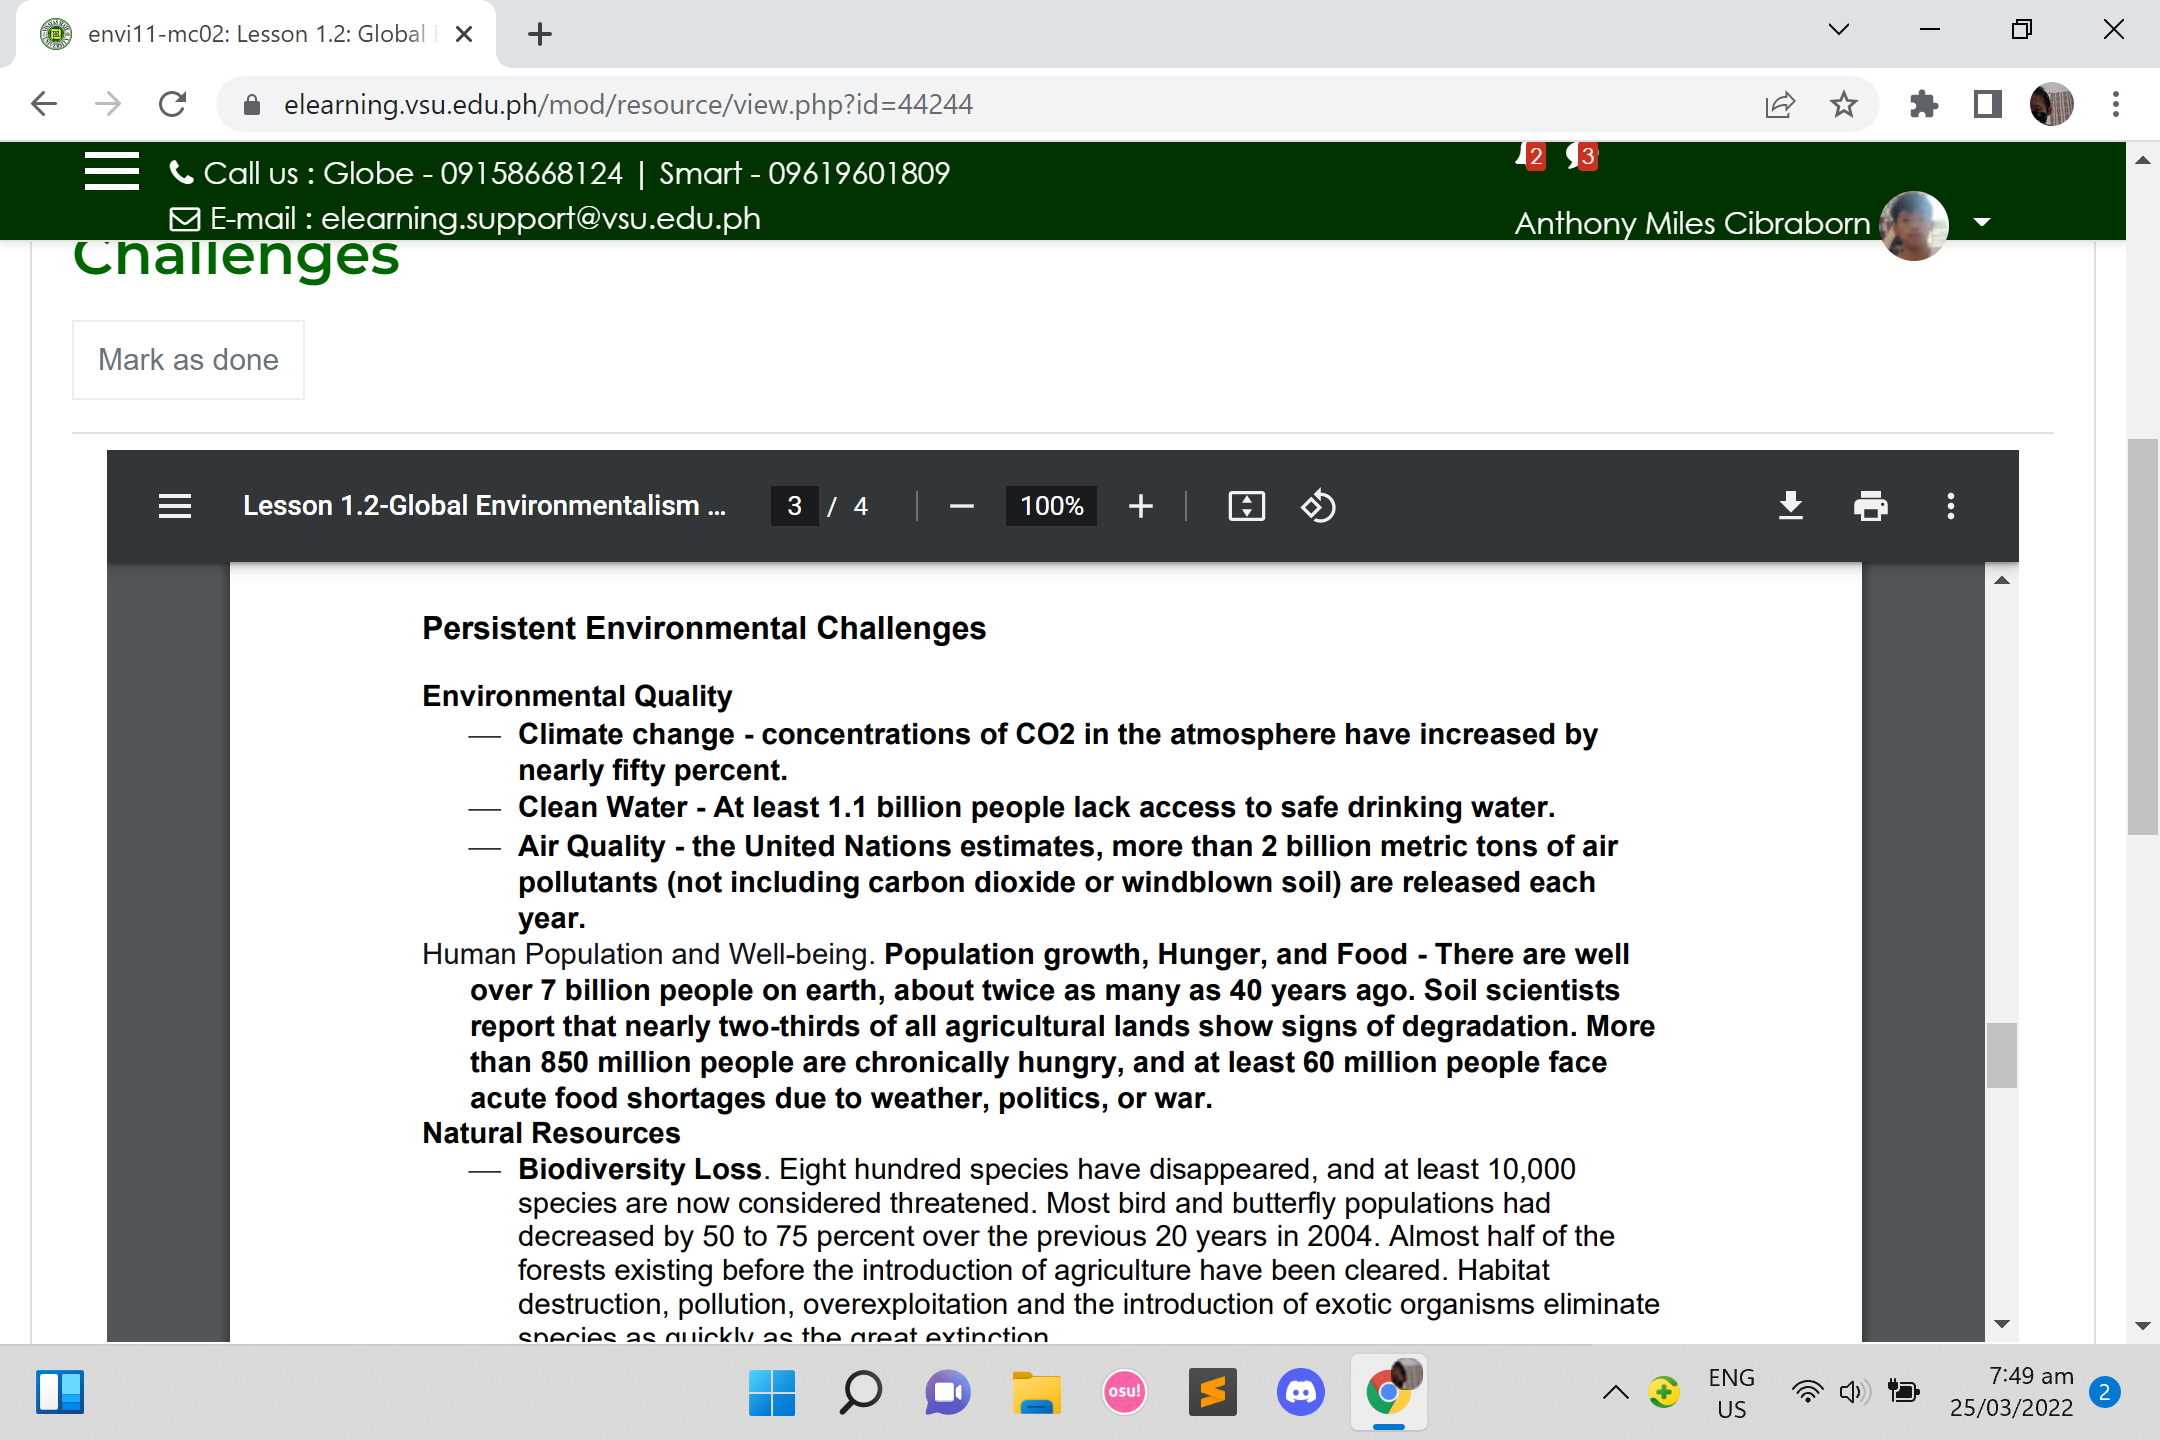 envi11-mc02: Lesson 1.2: Global
elearning.vsu.edu.ph/mod/resource/view.php?id=44244
Call us : Globe - 09158668124 | Smart - 09619601809
2 3
E-mail : elearning.support@vsu.edu.ph
Anthony Miles Cibraborn
Challenges
Mark as done
Lesson 1.2-Global Environmentalism ... 3 / 4 100%
Persistent Environmental Challenges
Environmental Quality
— Climate change - concentrations of CO2 in the atmosphere have increased by
nearly fifty percent.
— Clean Water - At least 1.1 billion people lack access to safe drinking water.
— Air Quality - the United Nations estimates, more than 2 billion metric tons of air
pollutants (not including carbon dioxide or windblown soil) are released each
year.
Human Population and Well-being. Population growth, Hunger, and Food - There are well
over 7 billion people on earth, about twice as many as 40 years ago. Soil scientists
report that nearly two-thirds of all agricultural lands show signs of degradation. More
than 850 million people are chronically hungry, and at least 60 million people face
acute food shortages due to weather, politics, or war.
Natural Resources
— Biodiversity Loss. Eight hundred species have disappeared, and at least 10,000
species are now considered threatened. Most bird and butterfly populations had
decreased by 50 to 75 percent over the previous 20 years in 2004. Almost half of the
forests existing before the introduction of agriculture have been cleared. Habitat
destruction, pollution, overexploitation and the introduction of exotic organisms eliminate
species as quickly as the great extinction
osu!
ENG
US
7:49 am
25/03/2022
2